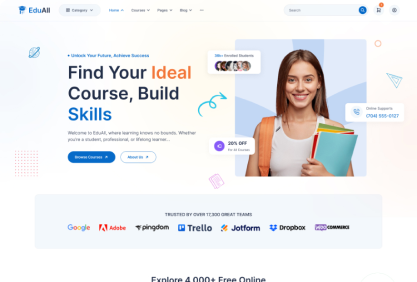 EduAll
Category
Home
Courses
Pages
Blog
Search
Unlock Your Future, Achieve Success
Find Your Ideal
Course, Build
Skills
Welcome to EduAll, where learning knows no bounds. Whether
you're a student, professional, or lifelong learner...
Browse Courses
About Us
Enrolled Students
20% OFF
For All Courses
Online Supports
(704) 555-0127
TRUSTED BY OVER 17,300 GREAT TEAMS
Google
Adobe
pingdom
Trello
Jotform
Dropbox
WOOCOMMERCE
Explore 4,000+ Free Online